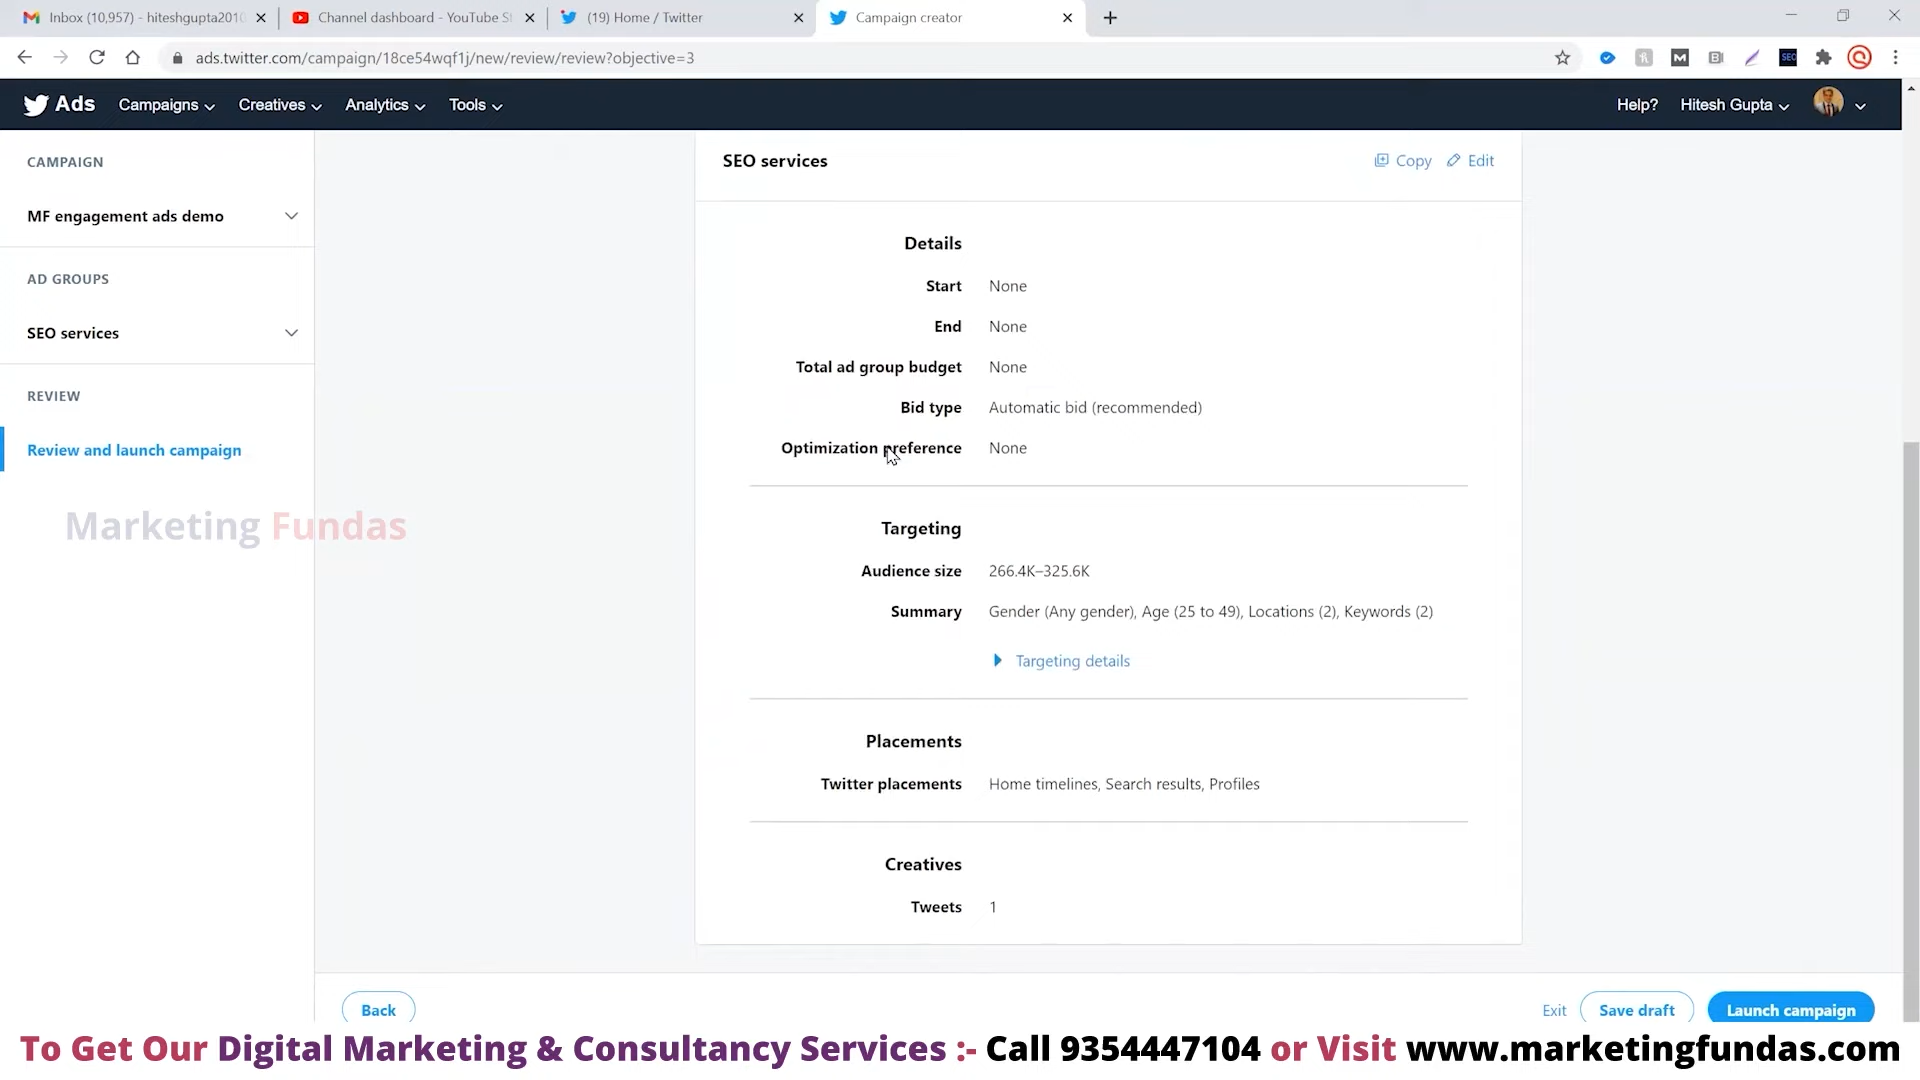 Inbox (10,957) - hiteshgupta2010
Channel dashboard - YouTube S
(19) Home / Twitter
Campaign creator
ads.twitter.com/campaign/18ce54wqf1j/new/review/review?objective=3
Ads
Campaigns
Creatives
Analytics
Tools
Help?
Hitesh Gupta
CAMPAIGN
MF engagement ads demo
AD GROUPS
SEO services
REVIEW
Review and launch campaign
Marketing Fundas
SEO services
Copy
Edit
Details
Start None
End None
Total ad group budget None
Bid type Automatic bid (recommended)
Optimization preference None
Targeting
Audience size 266.4K–325.6K
Summary Gender (Any gender), Age (25 to 49), Locations (2), Keywords (2)
Targeting details
Placements
Twitter placements Home timelines, Search results, Profiles
Creatives
Tweets 1
Back
Exit
Save draft
Launch campaign
To Get Our Digital Marketing & Consultancy Services :- Call 9354447104 or Visit www.marketingfundas.com